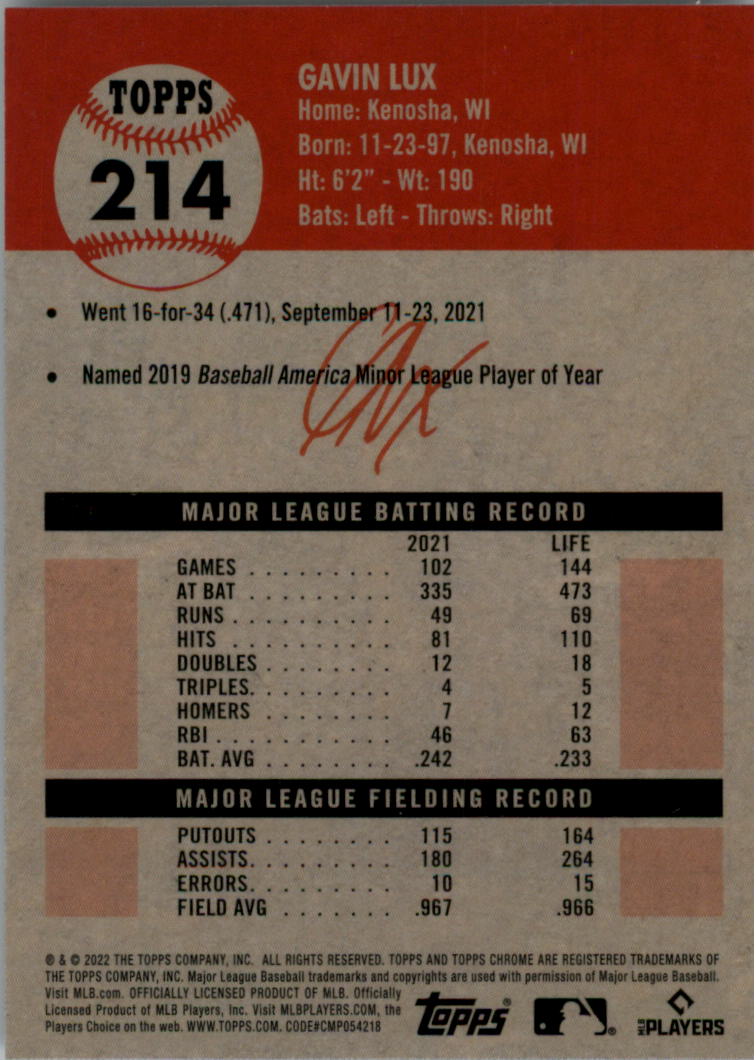 TOPPS
214
GAVIN LUX
Home: Kenosha, WI
Born: 11-23-97, Kenosha, WI
Ht: 6'2" - Wt: 190
Bats: Left - Throws: Right
• Went 16-for-34 (.471), September 11-23, 2021
• Named 2019 Baseball America Minor League Player of Year
MAJOR LEAGUE BATTING RECORD
2021 LIFE
GAMES . . . . . . . . . 102 144
AT BAT . . . . . . . . . 335 473
RUNS . . . . . . . . . . 49 69
HITS . . . . . . . . . . 81 110
DOUBLES . . . . . . . . 12 18
TRIPLES. . . . . . . . . 4 5
HOMERS . . . . . . . . 7 12
RBI . . . . . . . . . . . 46 63
BAT. AVG . . . . . . . . .242 .233
MAJOR LEAGUE FIELDING RECORD
PUTOUTS . . . . . . . . 115 164
ASSISTS. . . . . . . . . 180 264
ERRORS. . . . . . . . . 10 15
FIELD AVG . . . . . . . .967 .966
® & © 2022 THE TOPPS COMPANY, INC. ALL RIGHTS RESERVED. TOPPS AND TOPPS CHROME ARE REGISTERED TRADEMARKS OF
THE TOPPS COMPANY, INC. Major League Baseball trademarks and copyrights are used with permission of Major League Baseball.
Visit MLB.com. OFFICIALLY LICENSED PRODUCT OF MLB. Officially
Licensed Product of MLB Players, Inc. Visit MLBPLAYERS.COM, the
Players Choice on the web. WWW.TOPPS.COM. CODE#CMP054218
Topps®
MLB PLAYERS